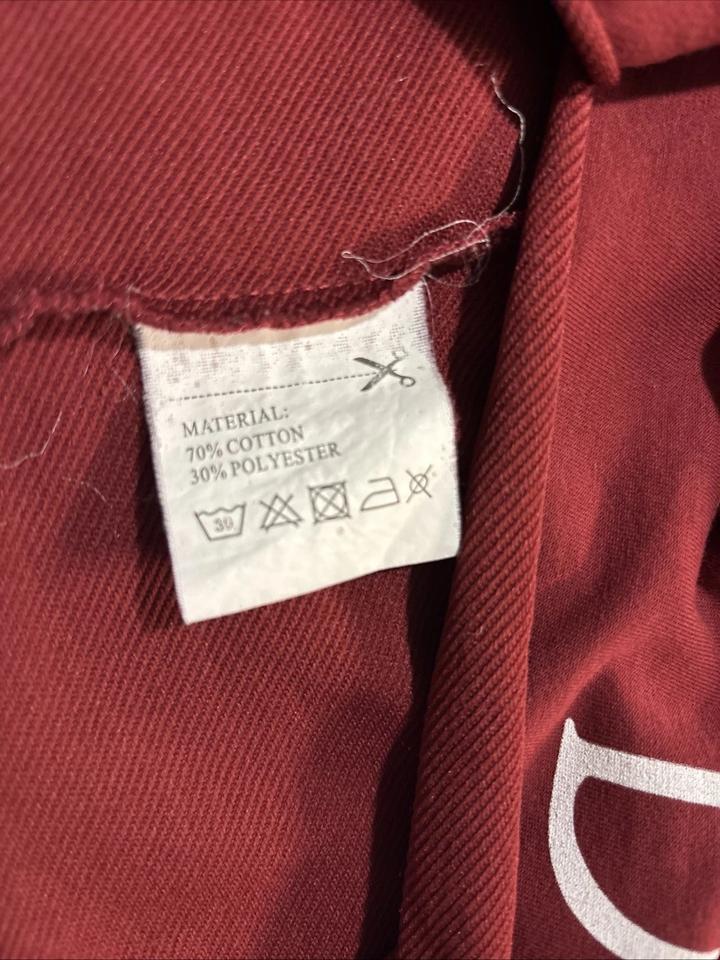 MATERIAL:
70% COTTON
30% POLYESTER
30
D